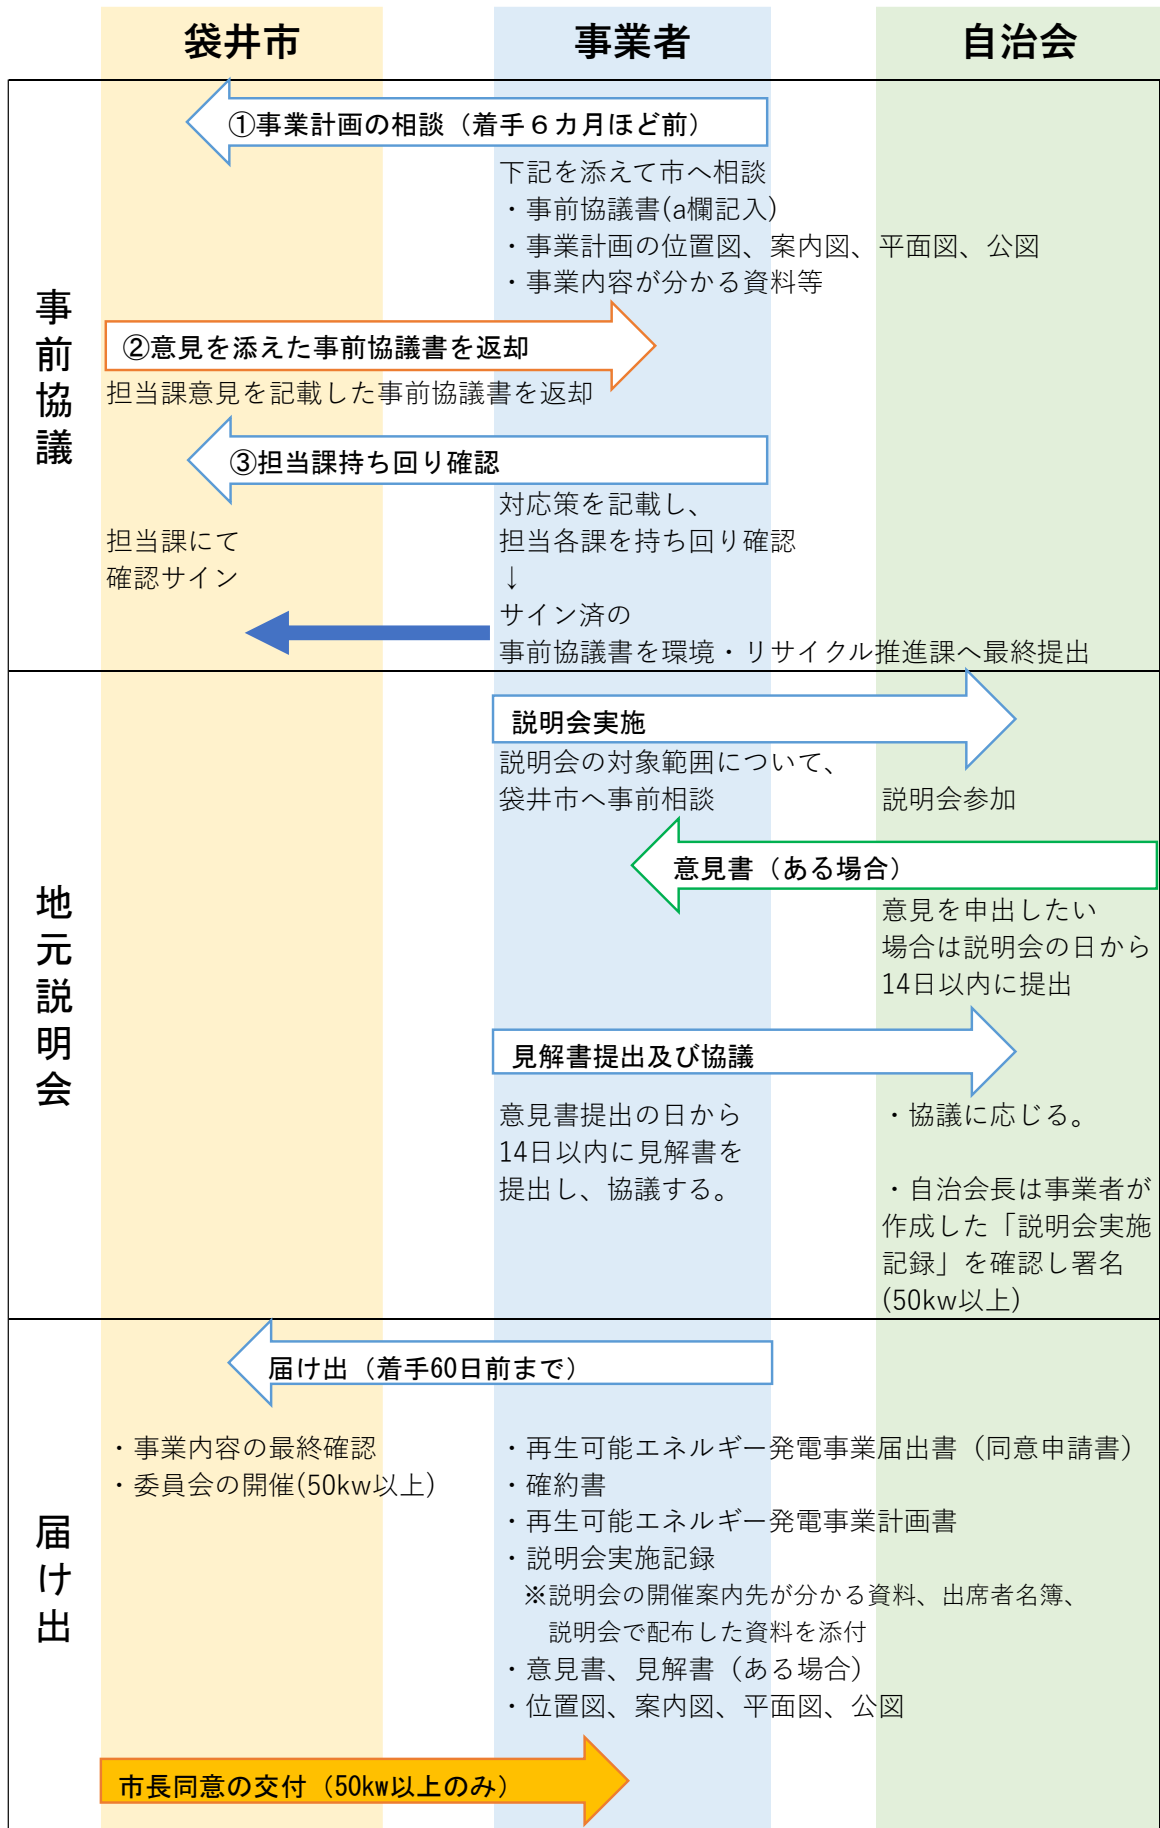 袋井市
事業者
自治会
事前協議
①事業計画の相談（着手６カ月ほど前）
下記を添えて市へ相談
・事前協議書(a欄記入)
・事業計画の位置図、案内図、平面図、公図
・事業内容が分かる資料等
②意見を添えた事前協議書を返却
担当課意見を記載した事前協議書を返却
③担当課持ち回り確認
対応策を記載し、
担当各課を持ち回り確認
↓
サイン済の
事前協議書を環境・リサイクル推進課へ最終提出
担当課にて
確認サイン
地元説明会
説明会実施
説明会の対象範囲について、
袋井市へ事前相談
説明会参加
意見書（ある場合）
意見を申出したい
場合は説明会の日から
14日以内に提出
見解書提出及び協議
意見書提出の日から
14日以内に見解書を
提出し、協議する。
・協議に応じる。
・自治会長は事業者が
作成した「説明会実施
記録」を確認し署名
(50kw以上)
届け出
届け出（着手60日前まで）
・事業内容の最終確認
・委員会の開催(50kw以上)
・再生可能エネルギー発電事業届出書（同意申請書）
・確約書
・再生可能エネルギー発電事業計画書
・説明会実施記録
※説明会の開催案内先が分かる資料、出席者名簿、
説明会で配布した資料を添付
・意見書、見解書（ある場合）
・位置図、案内図、平面図、公図
市長同意の交付（50kw以上のみ）